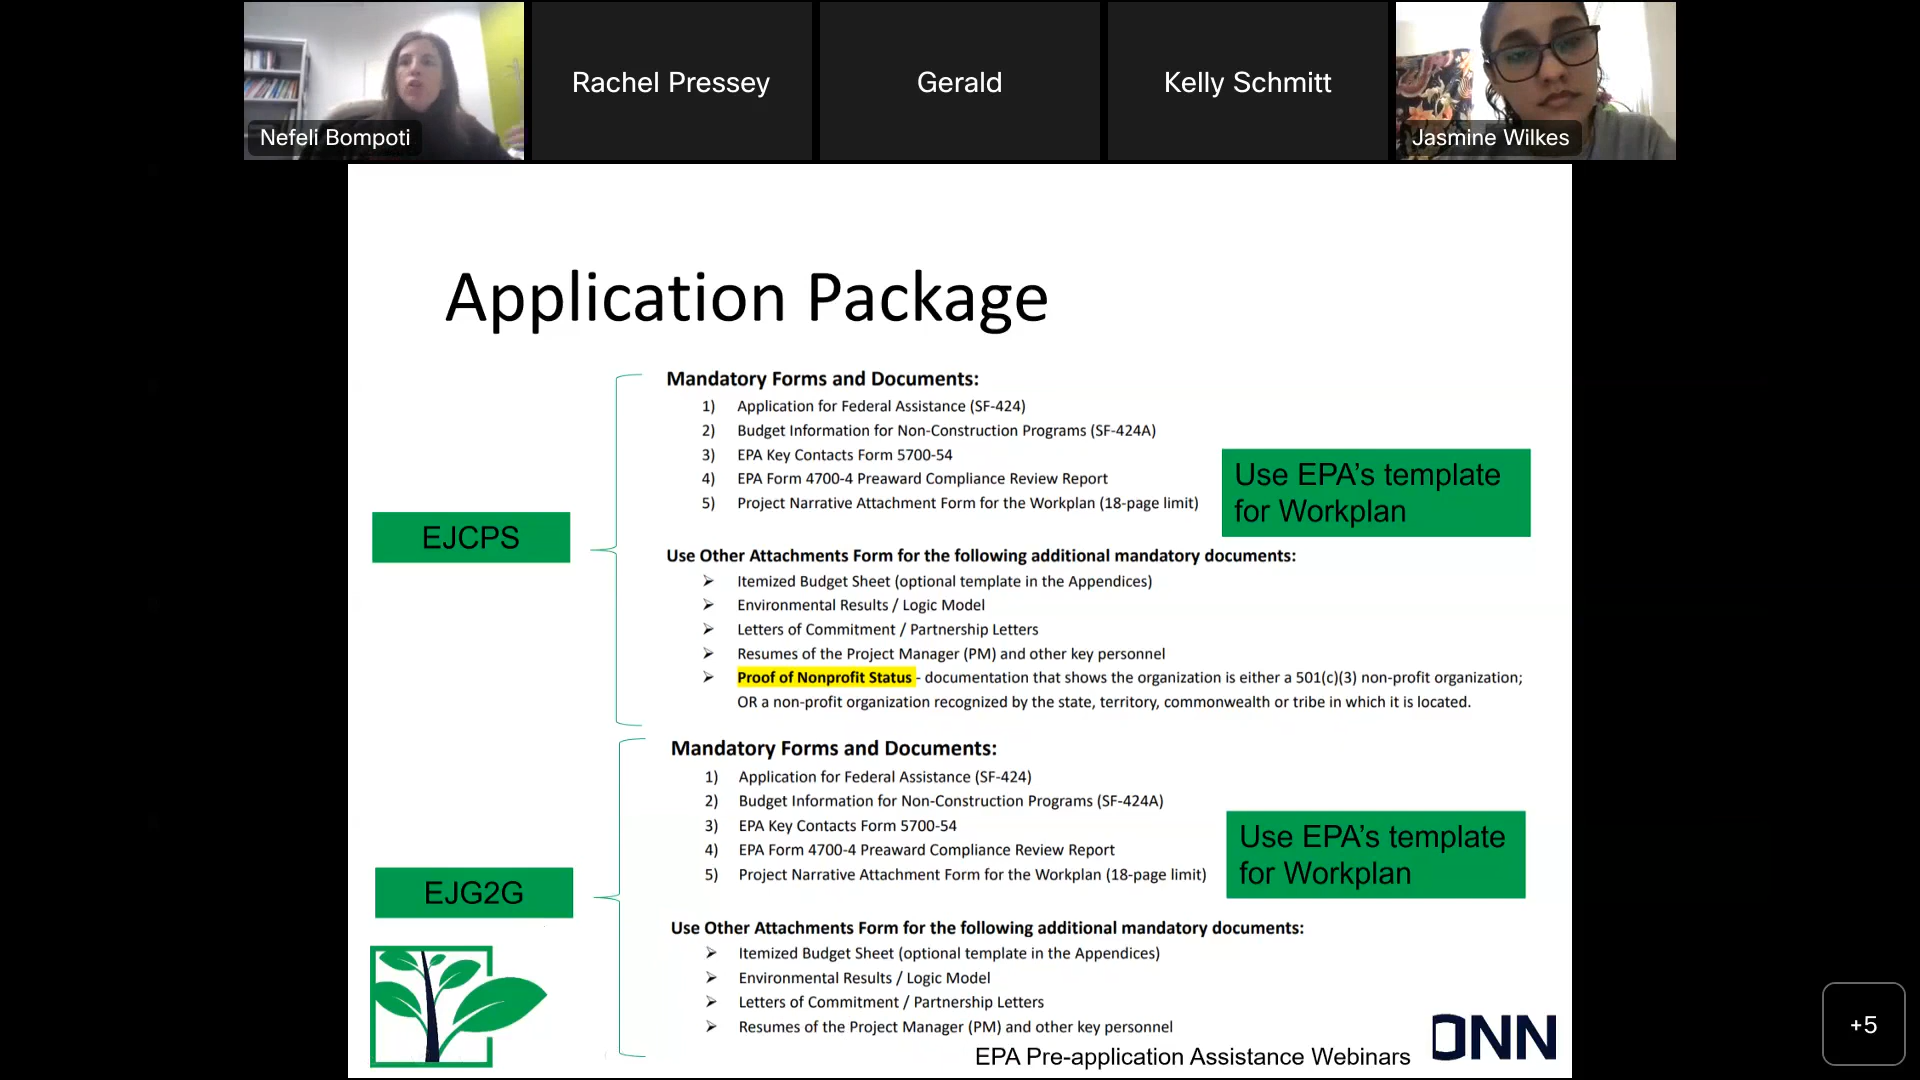 Nefeli Bompoti
Rachel Pressey
Gerald
Kelly Schmitt
Jasmine Wilkes
Application Package
Mandatory Forms and Documents:
1) Application for Federal Assistance (SF-424)
2) Budget Information for Non-Construction Programs (SF-424A)
3) EPA Key Contacts Form 5700-54
4) EPA Form 4700-4 Preaward Compliance Review Report
5) Project Narrative Attachment Form for the Workplan (18-page limit)
Use EPA's template
for Workplan
EJCPS
Use Other Attachments Form for the following additional mandatory documents:
➢ Itemized Budget Sheet (optional template in the Appendices)
➢ Environmental Results / Logic Model
➢ Letters of Commitment / Partnership Letters
➢ Resumes of the Project Manager (PM) and other key personnel
➢ Proof of Nonprofit Status - documentation that shows the organization is either a 501(c)(3) non-profit organization;
OR a non-profit organization recognized by the state, territory, commonwealth or tribe in which it is located.
Mandatory Forms and Documents:
1) Application for Federal Assistance (SF-424)
2) Budget Information for Non-Construction Programs (SF-424A)
3) EPA Key Contacts Form 5700-54
4) EPA Form 4700-4 Preaward Compliance Review Report
5) Project Narrative Attachment Form for the Workplan (18-page limit)
Use EPA's template
for Workplan
EJG2G
Use Other Attachments Form for the following additional mandatory documents:
➢ Itemized Budget Sheet (optional template in the Appendices)
➢ Environmental Results / Logic Model
➢ Letters of Commitment / Partnership Letters
➢ Resumes of the Project Manager (PM) and other key personnel
EPA Pre-application Assistance Webinars
DNN
+5